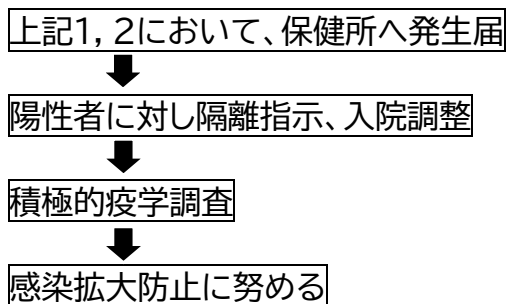 上記1,2において、保健所へ発生届
陽性者に対し隔離指示、入院調整
積極的疫学調査
感染拡大防止に努める